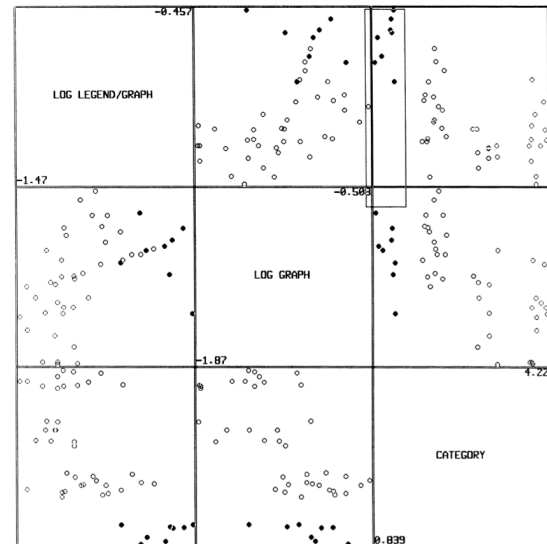 -0.457
LOG LEGEND/GRAPH
-1.47
-0.503
LOG GRAPH
-1.87
4.22
CATEGORY
0.839